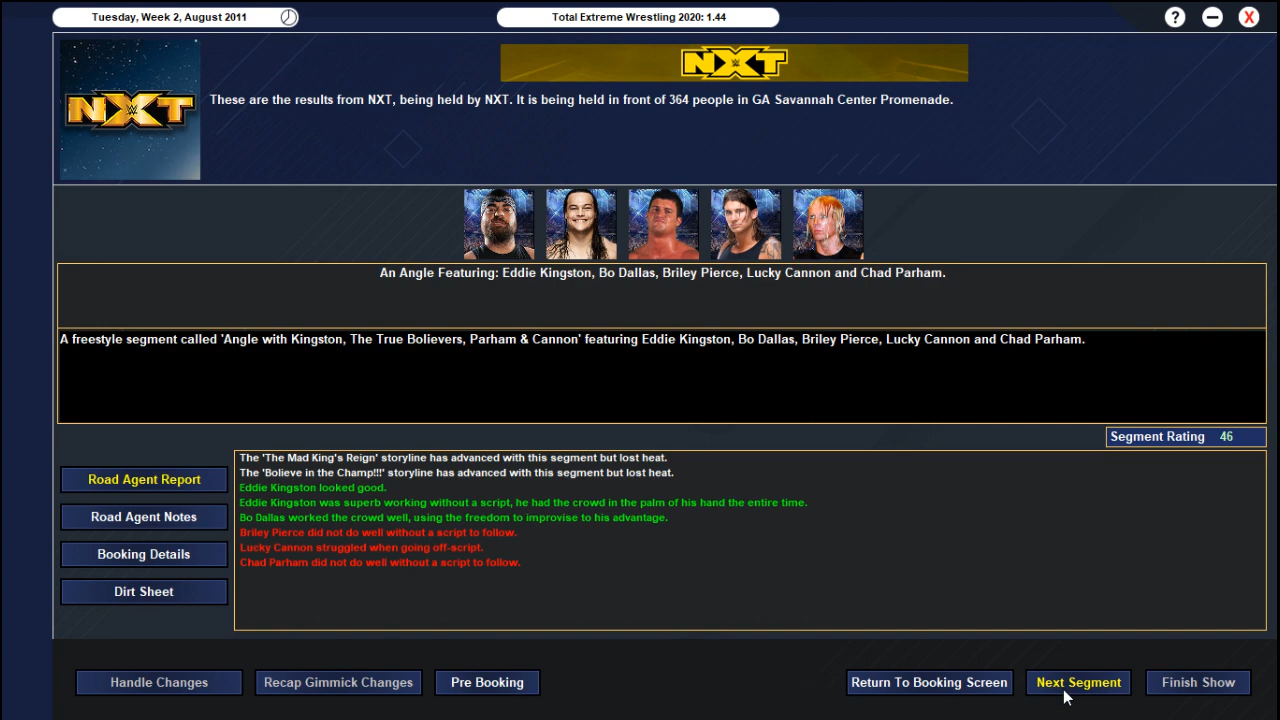 Tuesday, Week 2, August 2011
Total Extreme Wrestling 2020: 1.44
?
X
NXT
NXT
These are the results from NXT, being held by NXT. It is being held in front of 364 people in GA Savannah Center Promenade.
An Angle Featuring: Eddie Kingston, Bo Dallas, Briley Pierce, Lucky Cannon and Chad Parham.
A freestyle segment called 'Angle with Kingston, The True Bolievers, Parham & Cannon' featuring Eddie Kingston, Bo Dallas, Briley Pierce, Lucky Cannon and Chad Parham.
Segment Rating 46
Road Agent Report
Road Agent Notes
Booking Details
Dirt Sheet
The 'The Mad King's Reign' storyline has advanced with this segment but lost heat.
The 'Bolieve in the Champ!!!' storyline has advanced with this segment but lost heat.
Eddie Kingston looked good.
Eddie Kingston was superb working without a script, he had the crowd in the palm of his hand the entire time.
Bo Dallas worked the crowd well, using the freedom to improvise to his advantage.
Briley Pierce did not do well without a script to follow.
Lucky Cannon struggled when going off-script.
Chad Parham did not do well without a script to follow.
Handle Changes
Recap Gimmick Changes
Pre Booking
Return To Booking Screen
Next Segment
Finish Show